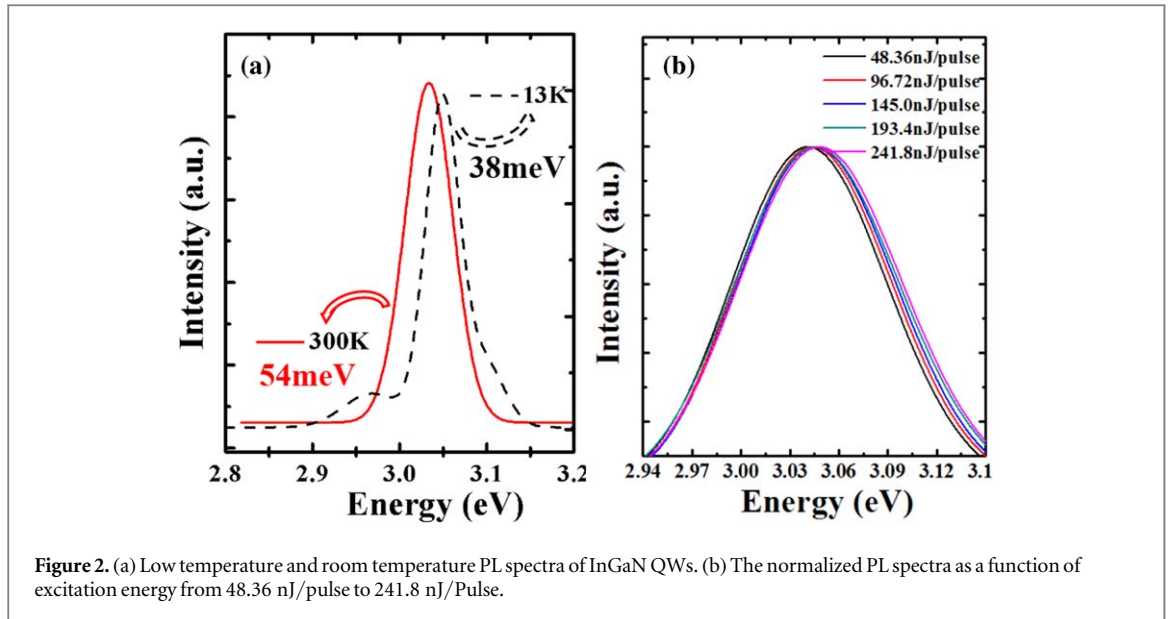 (a)
13K
38meV
300K
54meV
Intensity (a.u.)
2.8 2.9 3.0 3.1 3.2
Energy (eV)
(b)
48.36nJ/pulse
96.72nJ/pulse
145.0nJ/pulse
193.4nJ/pulse
241.8nJ/pulse
Intensity (a.u.)
2.94 2.97 3.00 3.03 3.06 3.09 3.12 3.1
Energy (eV)
Figure 2. (a) Low temperature and room temperature PL spectra of InGaN QWs. (b) The normalized PL spectra as a function of
excitation energy from 48.36 nJ/pulse to 241.8 nJ/Pulse.